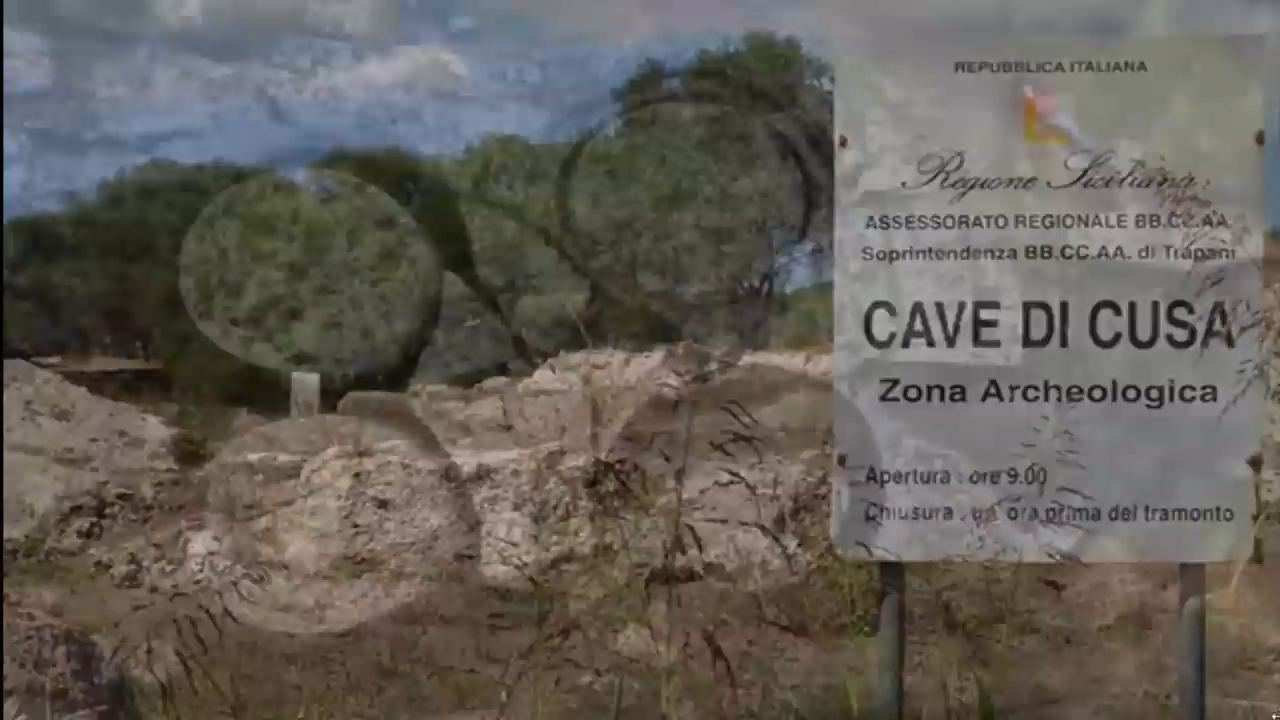 REPUBBLICA ITALIANA
Regione Siciliana
ASSESSORATO REGIONALE BB.CC.AA.
Soprintendenza BB.CC.AA. di Trapani
CAVE DI CUSA
Zona Archeologica
Apertura : ore 9.00
Chiusura : un' ora prima del tramonto